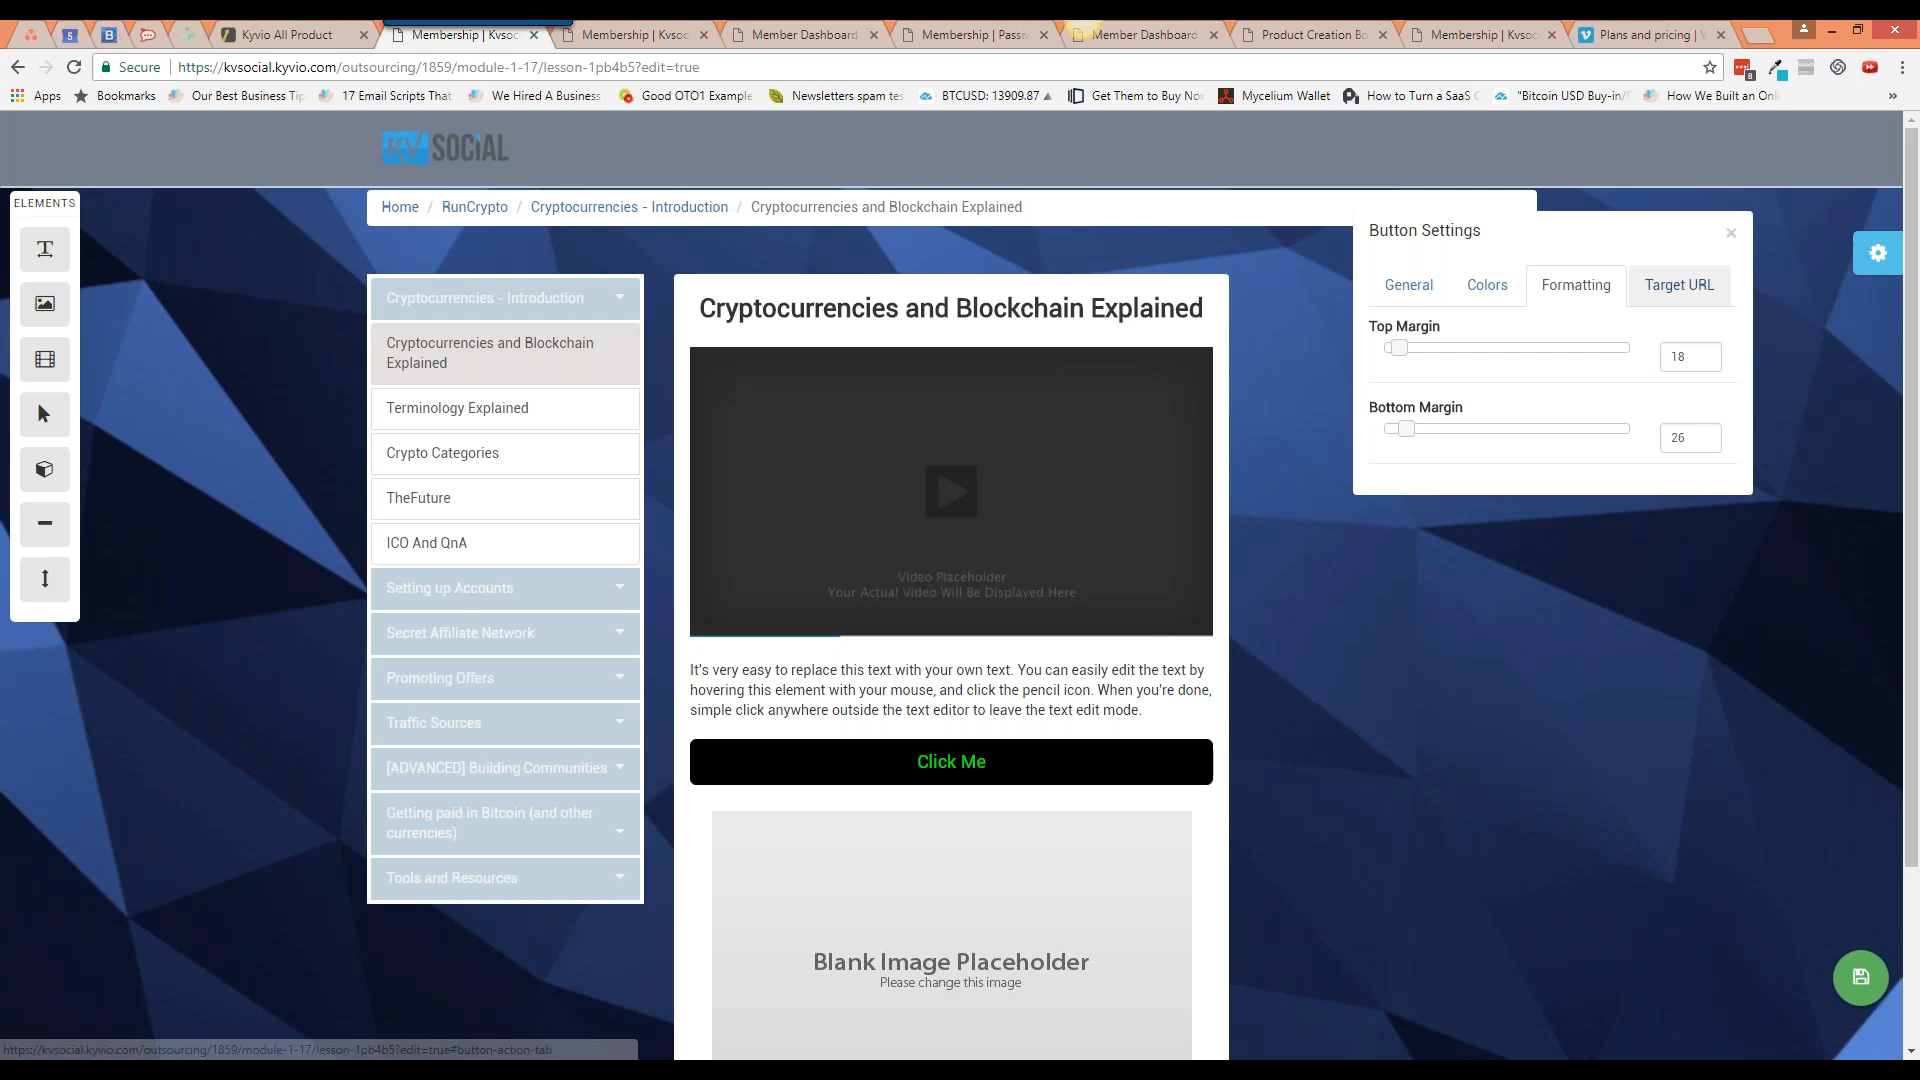 5
B
Kyvio All Product
Membership | Kvsoc
Membership | Kvsoc
Member Dashboard
Membership | Passiv
Member Dashboard
Product Creation Bo
Membership | Kvsoc
Plans and pricing | V
Secure
https://kvsocial.kyvio.com/outsourcing/1859/module-1-17/lesson-1pb4b5?edit=true
8
Apps
Bookmarks
Our Best Business Tip
17 Email Scripts That
We Hired A Business
Good OTO1 Example
Newsletters spam tes
BTCUSD: 13909.87 ▲
Get Them to Buy Now
Mycelium Wallet
How to Turn a SaaS C
"Bitcoin USD Buy-in/F
How We Built an Onli
»
KV SOCIAL
ELEMENTS
Home / RunCrypto / Cryptocurrencies - Introduction / Cryptocurrencies and Blockchain Explained
Cryptocurrencies - Introduction
Cryptocurrencies and Blockchain
Explained
Terminology Explained
Crypto Categories
TheFuture
ICO And QnA
Setting up Accounts
Secret Affiliate Network
Promoting Offers
Traffic Sources
[ADVANCED] Building Communities
Getting paid in Bitcoin (and other
currencies)
Tools and Resources
Cryptocurrencies and Blockchain Explained
Video Placeholder
Your Actual Video Will Be Displayed Here
It's very easy to replace this text with your own text. You can easily edit the text by
hovering this element with your mouse, and click the pencil icon. When you're done,
simple click anywhere outside the text editor to leave the text edit mode.
Click Me
Blank Image Placeholder
Please change this image
Button Settings
×
General
Colors
Formatting
Target URL
Top Margin
18
Bottom Margin
26
https://kvsocial.kyvio.com/outsourcing/1859/module-1-17/lesson-1pb4b5?edit=true#button-action-tab